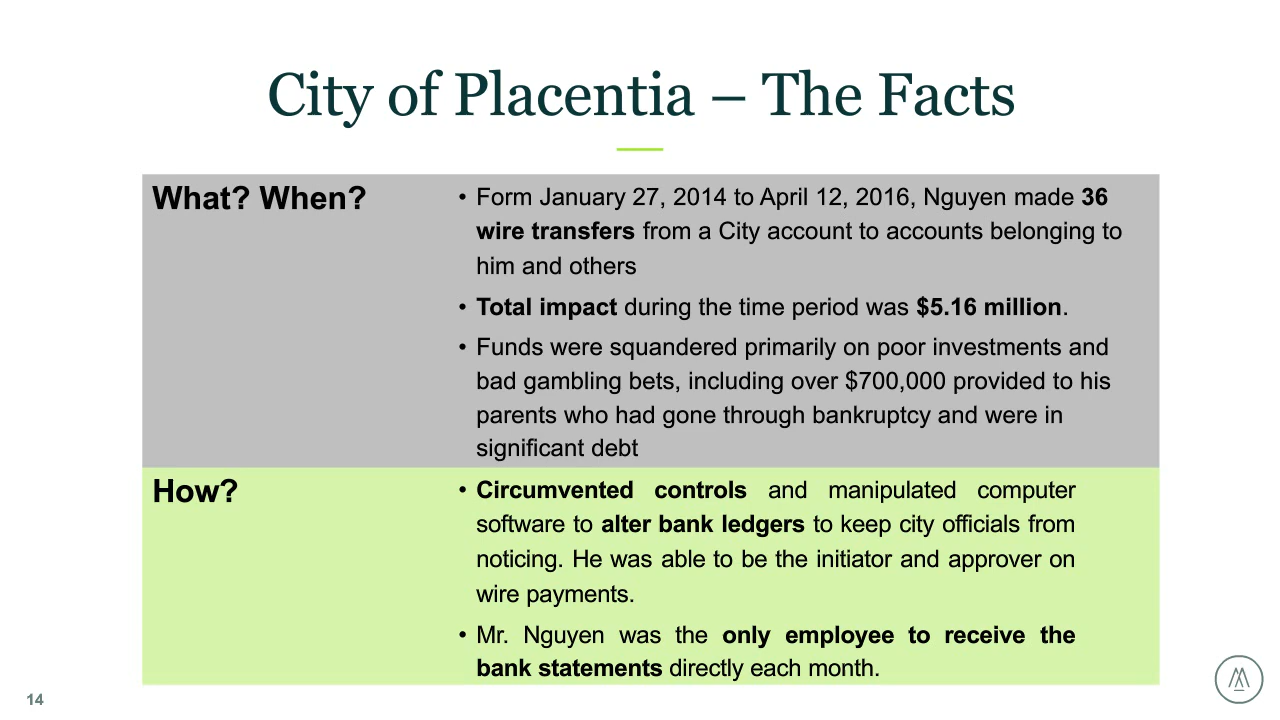 City of Placentia – The Facts
What? When?
• Form January 27, 2014 to April 12, 2016, Nguyen made 36
wire transfers from a City account to accounts belonging to
him and others
• Total impact during the time period was $5.16 million.
• Funds were squandered primarily on poor investments and
bad gambling bets, including over $700,000 provided to his
parents who had gone through bankruptcy and were in
significant debt
How?
• Circumvented controls and manipulated computer
software to alter bank ledgers to keep city officials from
noticing. He was able to be the initiator and approver on
wire payments.
• Mr. Nguyen was the only employee to receive the
bank statements directly each month.
14